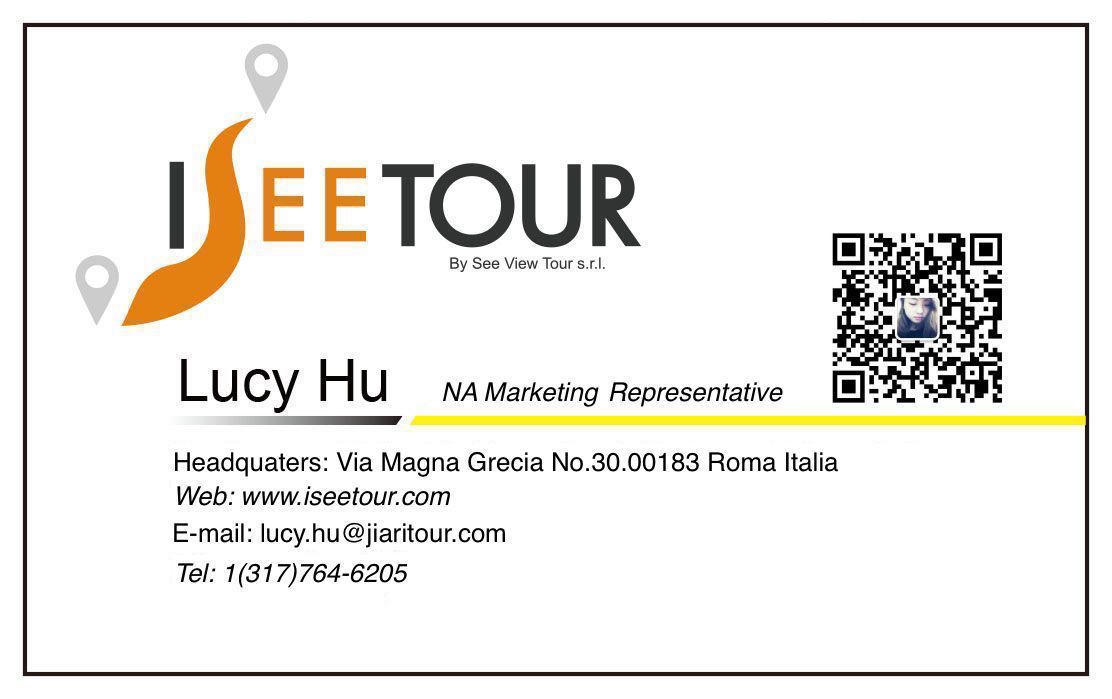 ISEETOUR
By See View Tour s.r.l.
Lucy Hu
NA Marketing Representative
Headquaters: Via Magna Grecia No.30.00183 Roma Italia
Web: www.iseetour.com
E-mail: lucy.hu@jiaritour.com
Tel: 1(317)764-6205